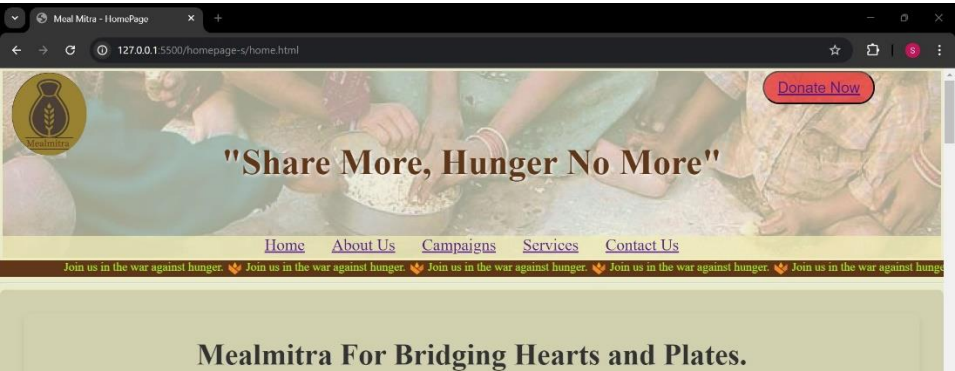 Meal Mitra - HomePage
127.0.0.1:5500/homepage-s/home.html
S
Donate Now
Mealmitra
"Share More, Hunger No More"
Home About Us Campaigns Services Contact Us
Join us in the war against hunger. Join us in the war against hunger. Join us in the war against hunger. Join us in the war against hunger. Join us in the war against hunge
Mealmitra For Bridging Hearts and Plates.